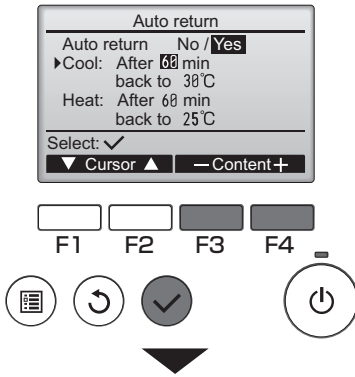 Auto return
Auto return No / Yes
▶Cool: After 60 min
back to 30℃
Heat: After 60 min
back to 25℃
Select: ✓
▼ Cursor ▲ —Content+
F1 F2 F3 F4